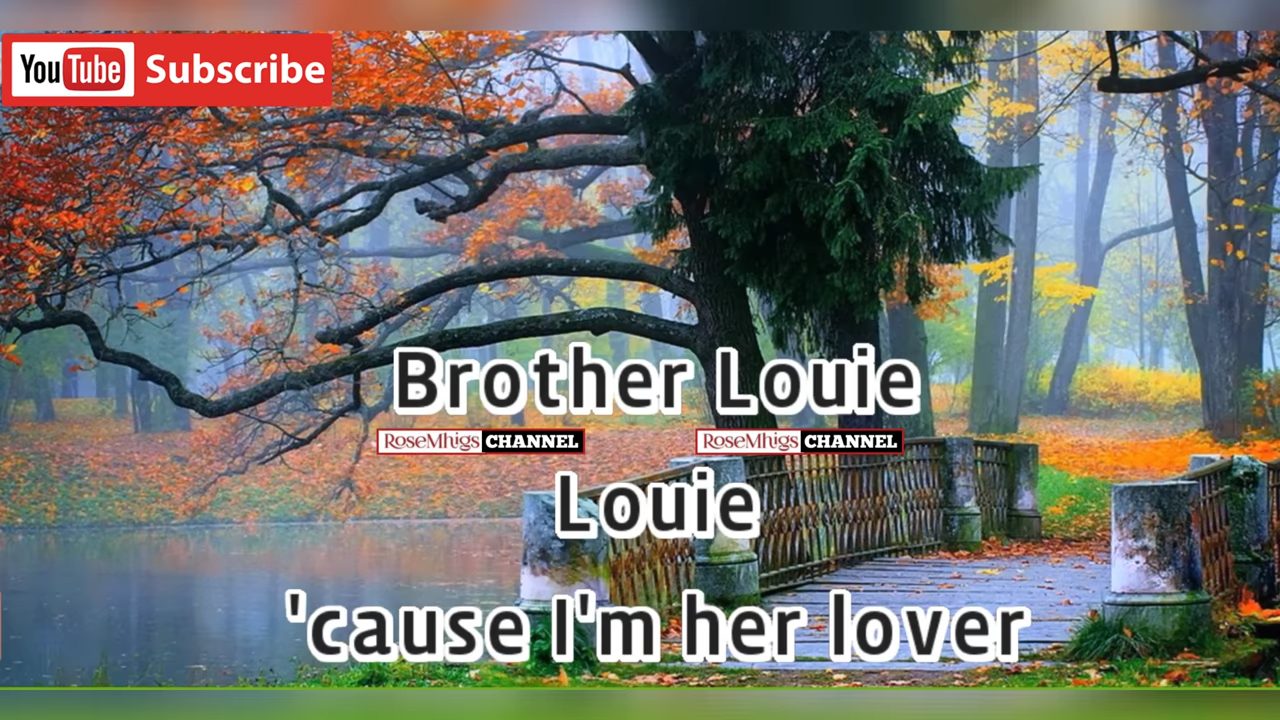 YouTube Subscribe
Brother Louie
RoseMhigs CHANNEL RoseMhigs CHANNEL
Louie
'cause I'm her lover